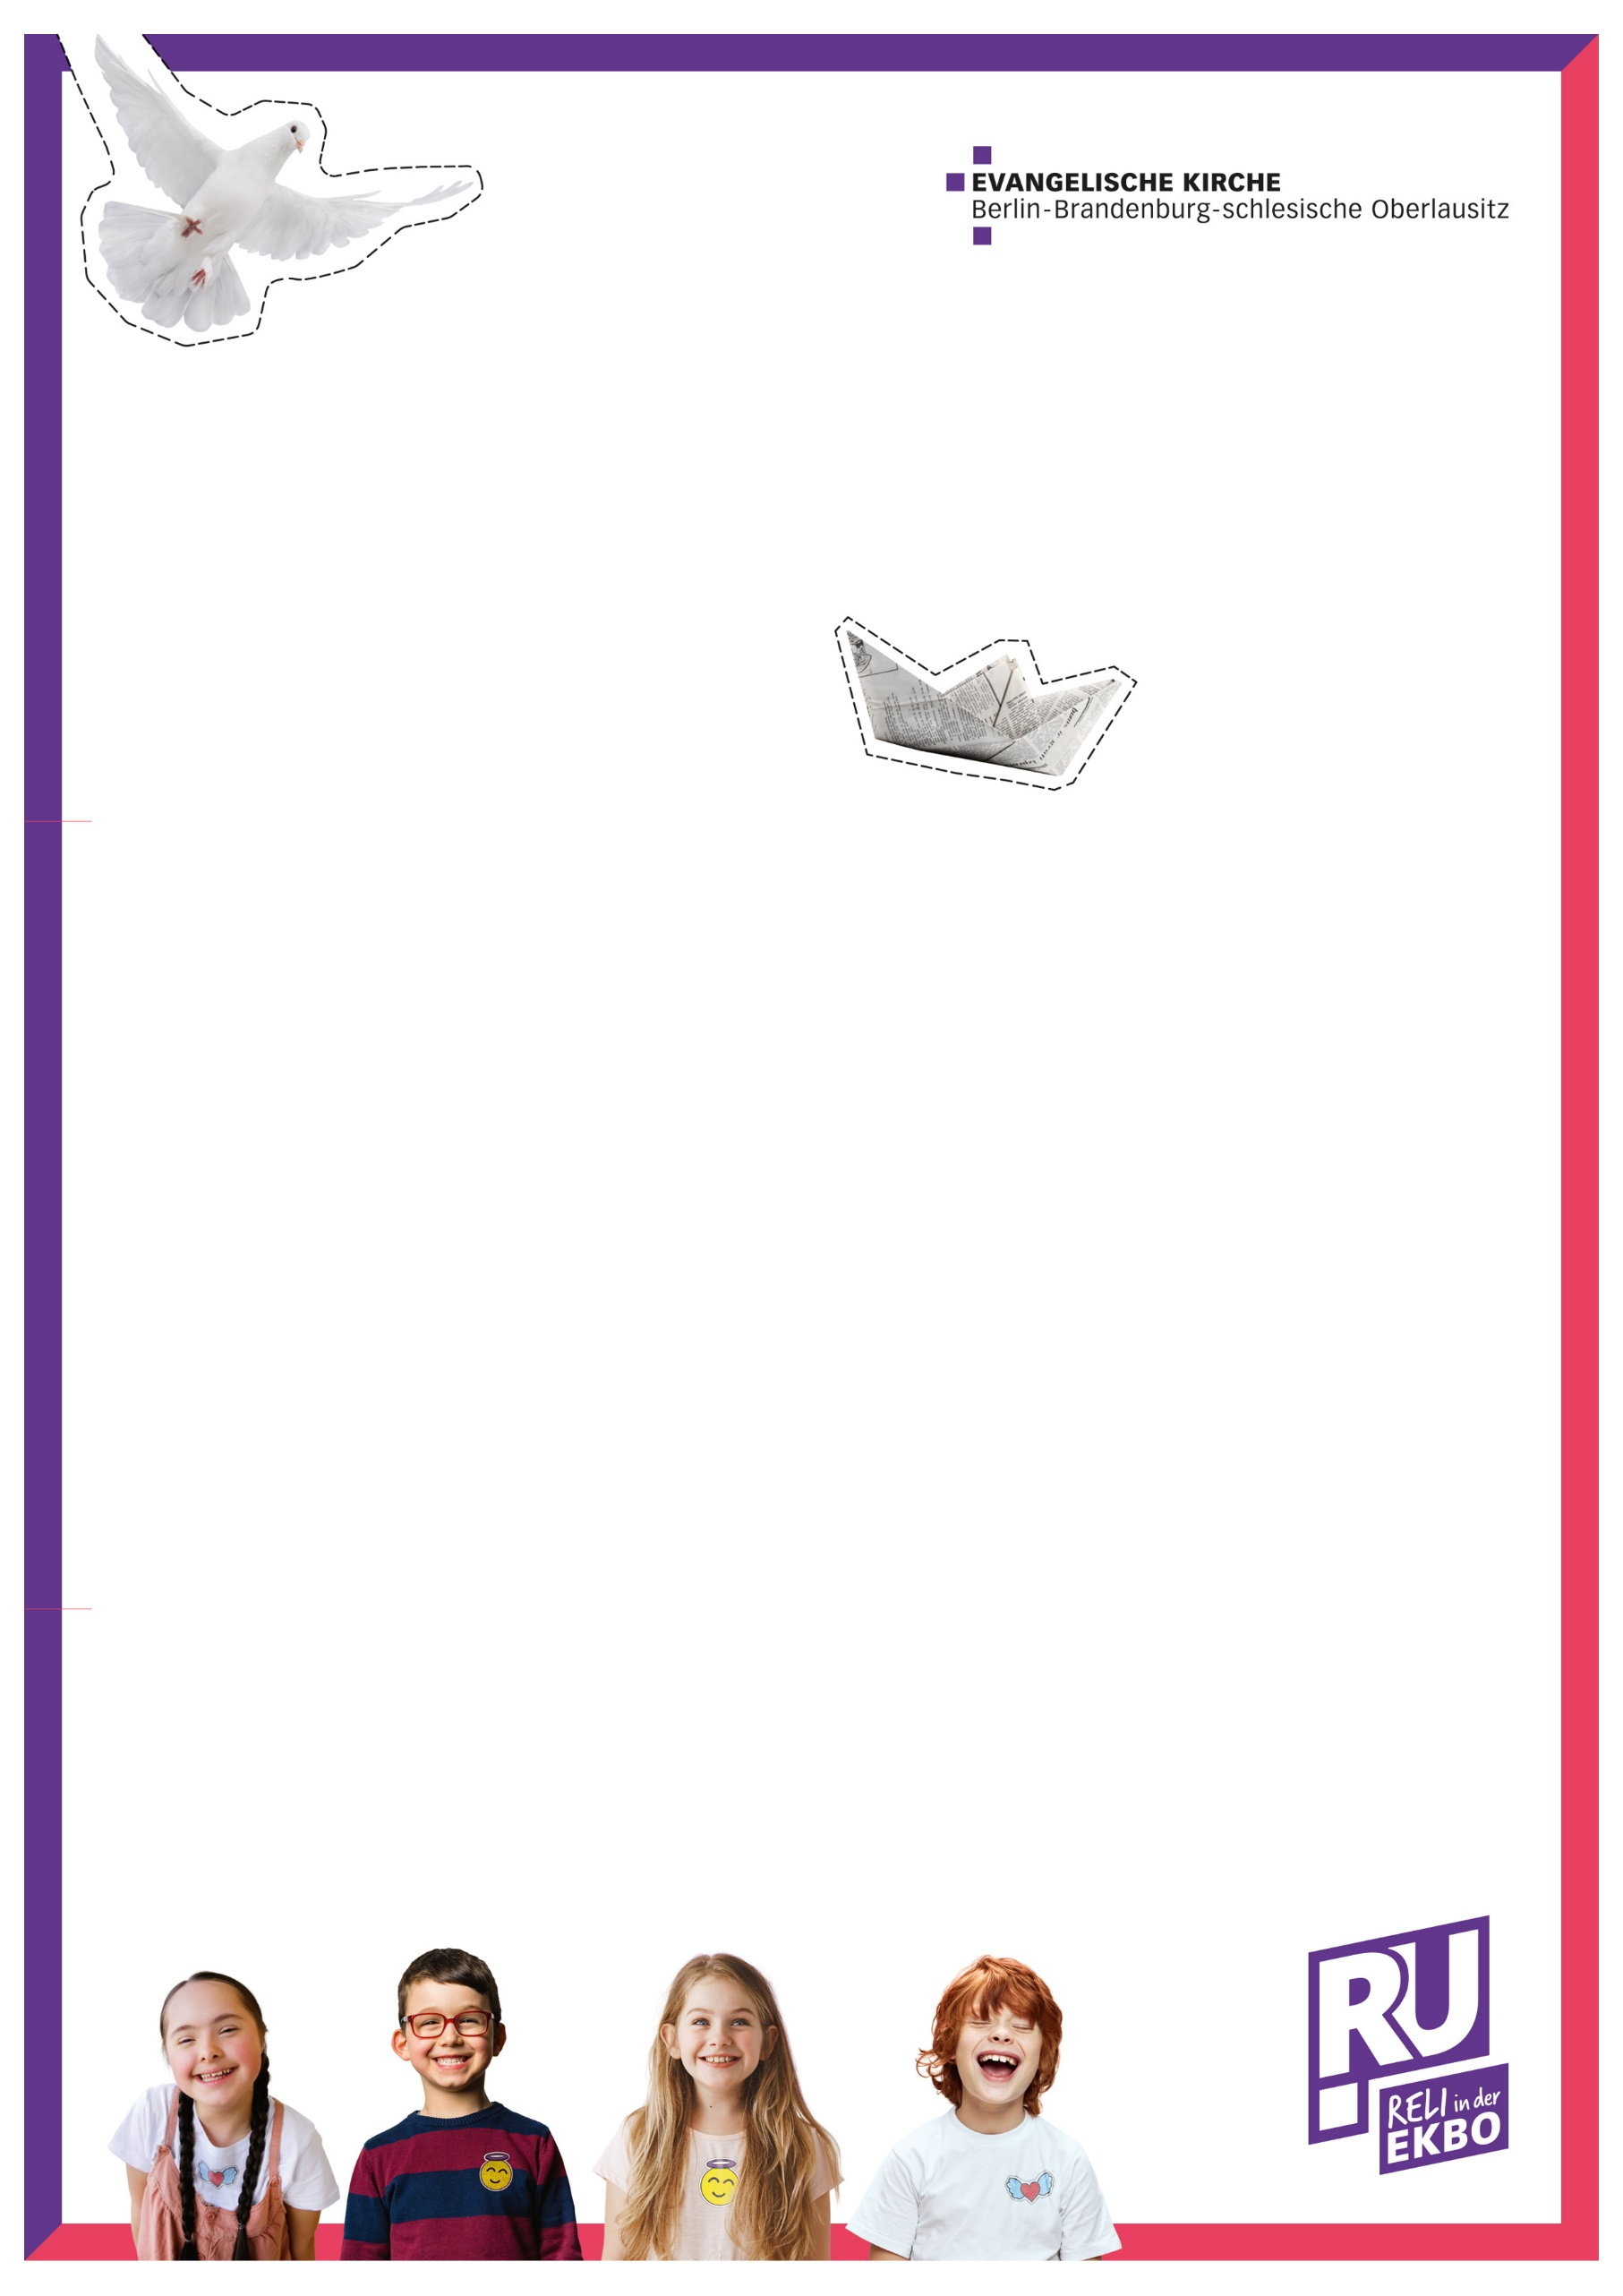 EVANGELISCHE KIRCHE
Berlin-Brandenburg-schlesische Oberlausitz
RU
RELI in der
EKBO